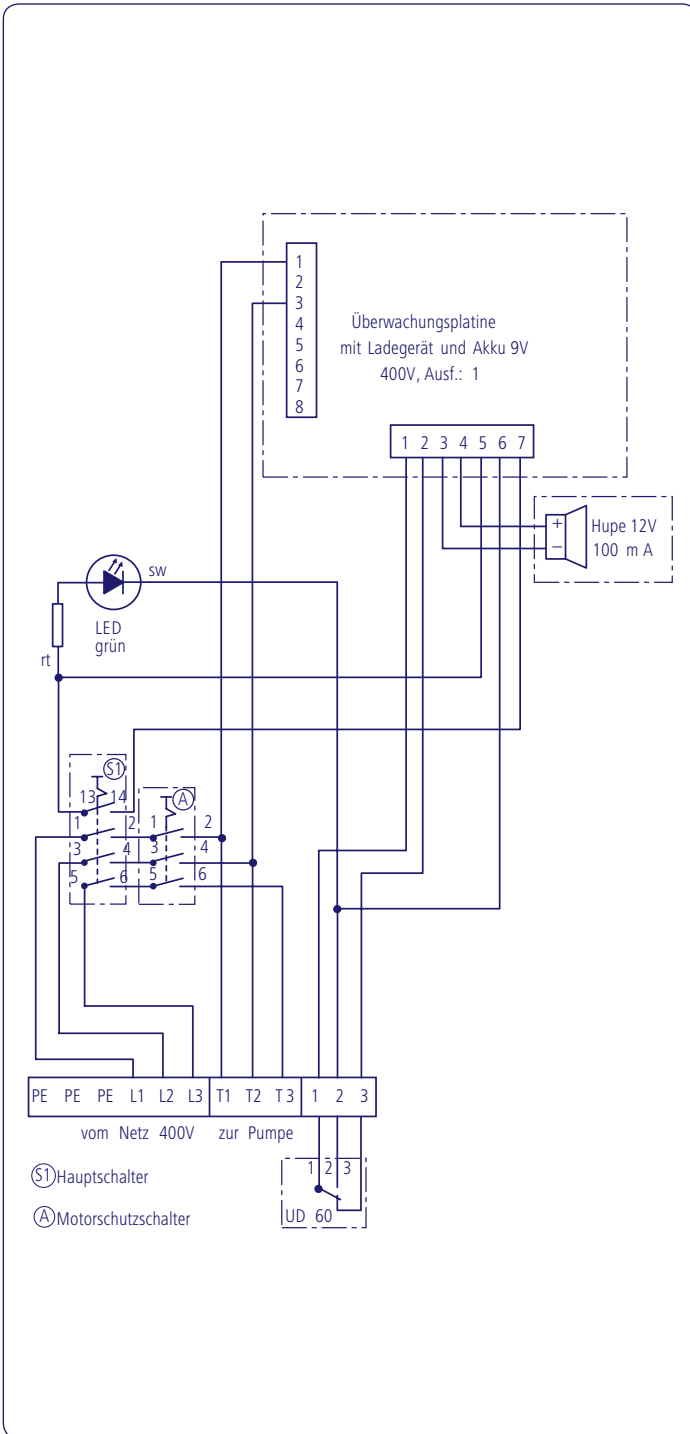 1
2
3
4
5
6
7
8
Überwachungsplatine
mit Ladegerät und Akku 9V
400V, Ausf.: 1
1 2 3 4 5 6 7
+ Hupe 12V
− 100 m A
sw
LED
grün
rt
S1
13 14 A
1 2 1 2
3 4 3 4
5 6 5 6
PE PE PE L1 L2 L3 T1 T2 T 3 1 2 3
vom Netz 400V zur Pumpe
1 2 3
S1 Hauptschalter
UD 60
A Motorschutzschalter